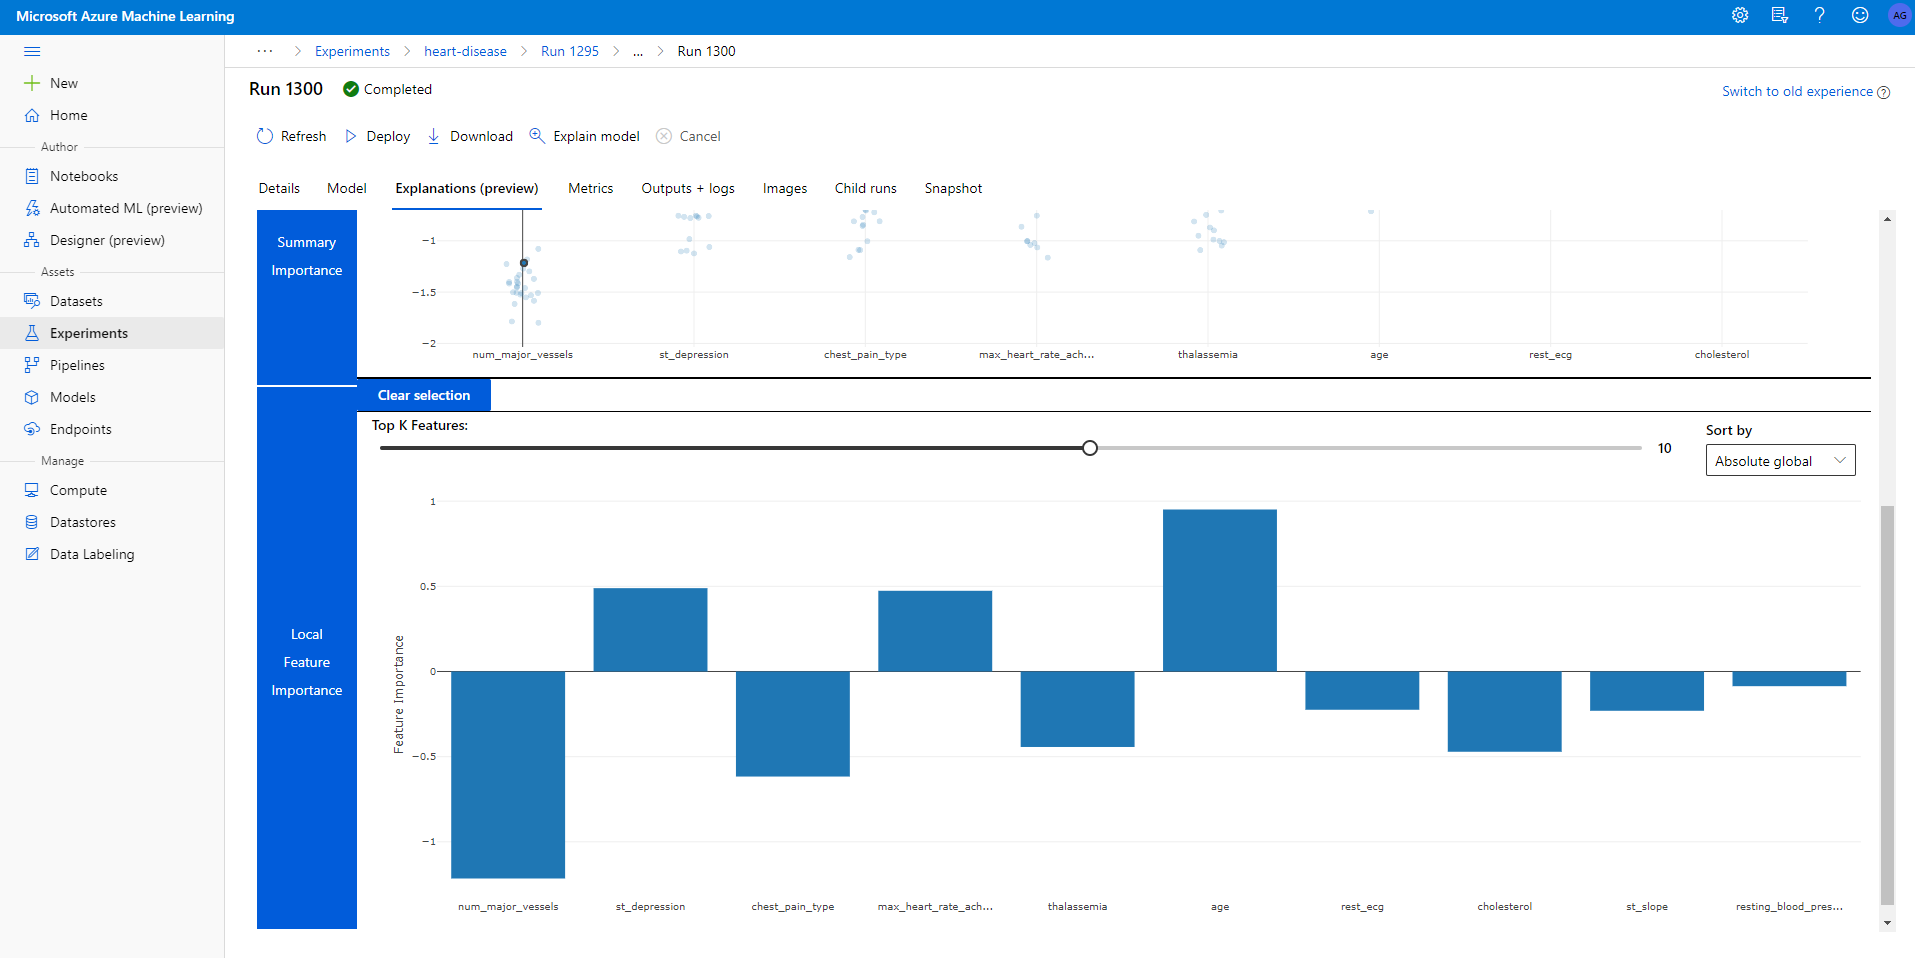 Microsoft Azure Machine Learning
AG
··· > Experiments > heart-disease > Run 1295 > ... > Run 1300
New
Home
Author
Notebooks
Automated ML (preview)
Designer (preview)
Assets
Datasets
Experiments
Pipelines
Models
Endpoints
Manage
Compute
Datastores
Data Labeling
Run 1300 Completed
Switch to old experience
Refresh Deploy Download Explain model Cancel
Details Model Explanations (preview) Metrics Outputs + logs Images Child runs Snapshot
Summary
Importance
−1
−1.5
−2
num_major_vessels st_depression chest_pain_type max_heart_rate_ach... thalassemia age rest_ecg cholesterol
Clear selection
Top K Features:
10
Sort by
Absolute global
Local
Feature
Importance
Feature Importance
1
0.5
0
−0.5
−1
num_major_vessels st_depression chest_pain_type max_heart_rate_ach... thalassemia age rest_ecg cholesterol st_slope resting_blood_pres...